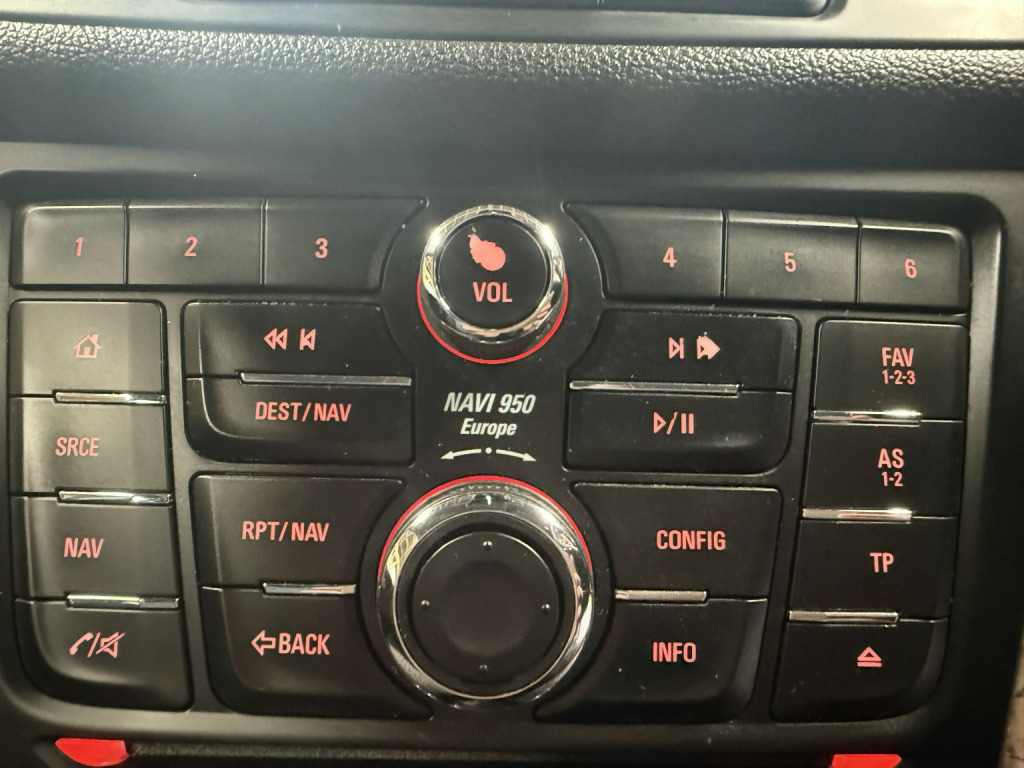 1 2 3
VOL
4 5 6
DEST/NAV
NAVI 950
Europe
FAV
1-2-3
SRCE
AS
1-2
NAV
RPT/NAV
CONFIG
TP
BACK
INFO